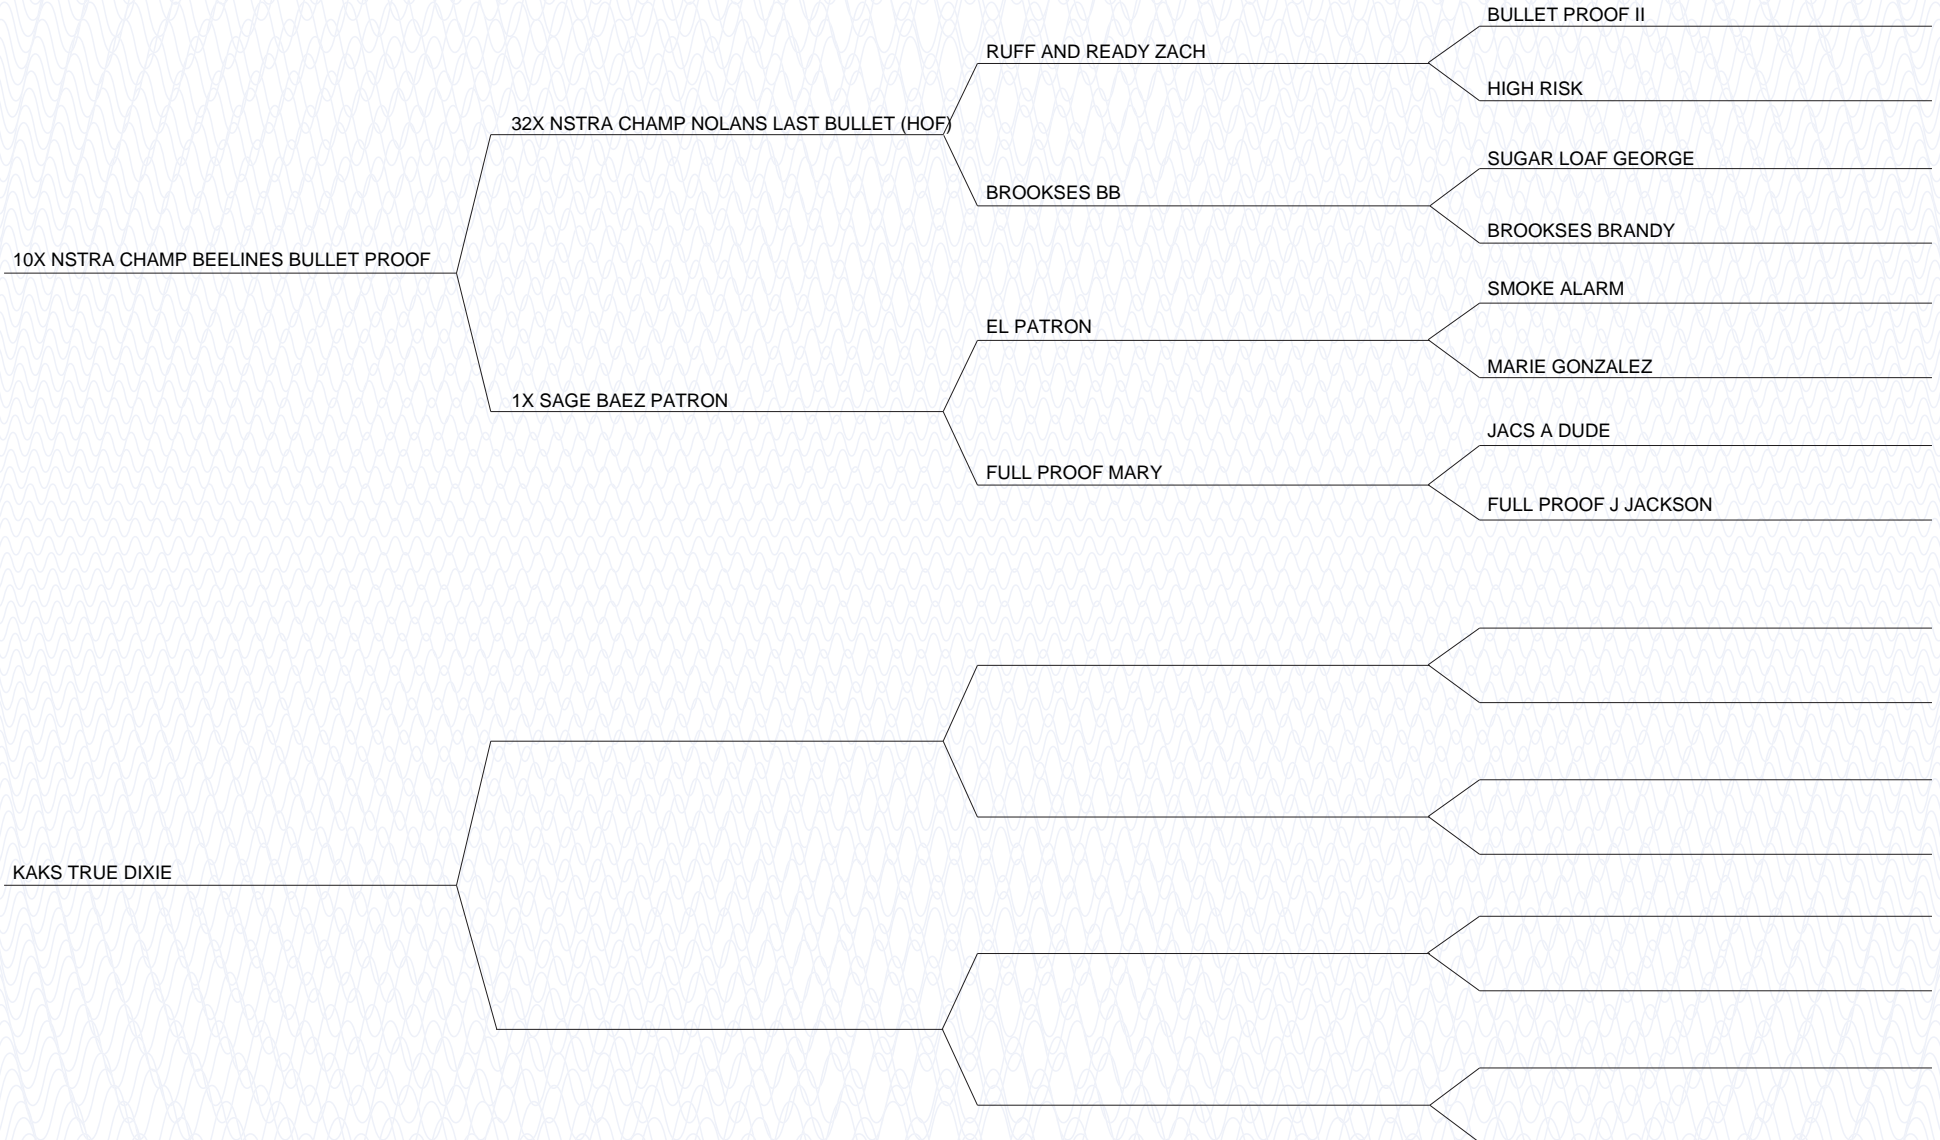 BULLET PROOF II
RUFF AND READY ZACH
HIGH RISK
32X NSTRA CHAMP NOLANS LAST BULLET (HOF)
SUGAR LOAF GEORGE
BROOKSES BB
BROOKSES BRANDY
10X NSTRA CHAMP BEELINES BULLET PROOF
SMOKE ALARM
EL PATRON
MARIE GONZALEZ
1X SAGE BAEZ PATRON
JACS A DUDE
FULL PROOF MARY
FULL PROOF J JACKSON
KAKS TRUE DIXIE